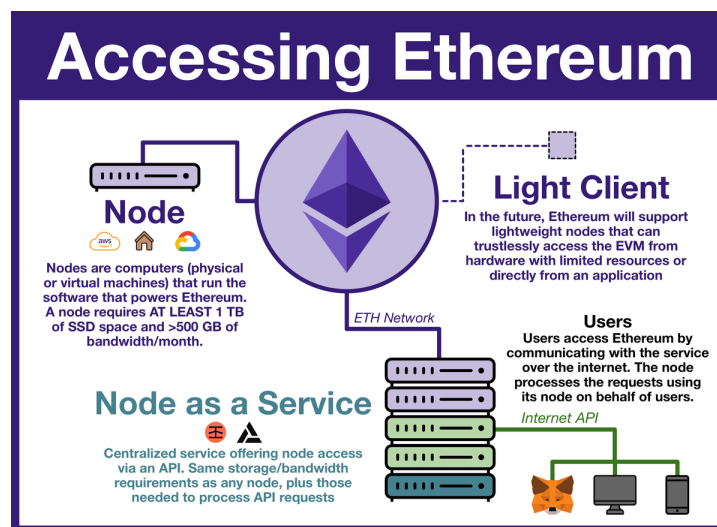 Accessing Ethereum
Node
aws
Nodes are computers (physical
or virtual machines) that run the
software that powers Ethereum.
A node requires AT LEAST 1 TB
of SSD space and >500 GB of
bandwidth/month.
Light Client
In the future, Ethereum will support
lightweight nodes that can
trustlessly access the EVM from
hardware with limited resources or
directly from an application
ETH Network
Users
Users access Ethereum by
communicating with the service
over the internet. The node
processes the requests using
its node on behalf of users.
Internet API
Node as a Service
Centralized service offering node access
via an API. Same storage/bandwidth
requirements as any node, plus those
needed to process API requests